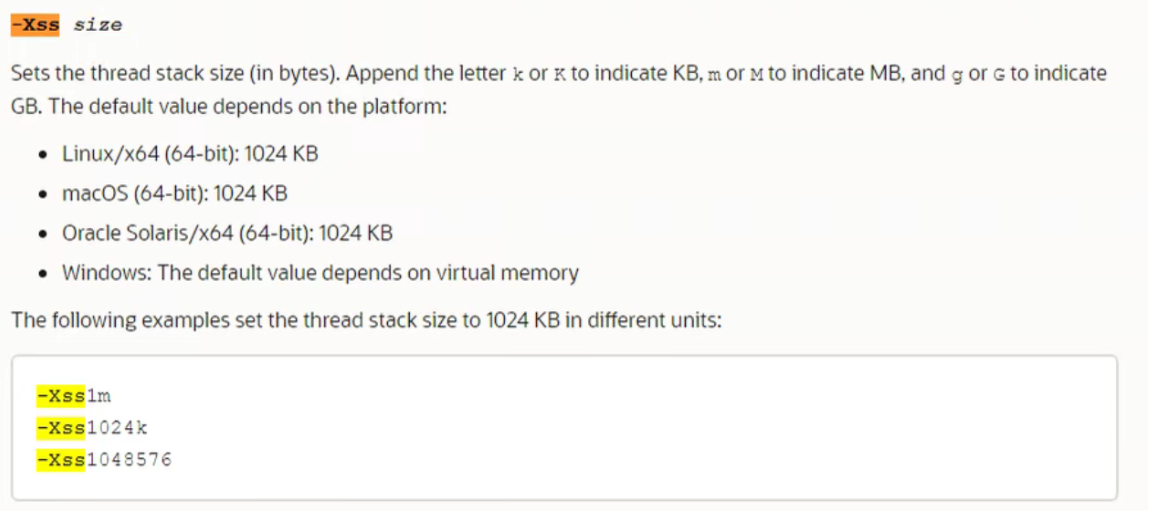 -Xss size
Sets the thread stack size (in bytes). Append the letter k or K to indicate KB, m or M to indicate MB, and g or G to indicate
GB. The default value depends on the platform:
• Linux/x64 (64-bit): 1024 KB
• macOS (64-bit): 1024 KB
• Oracle Solaris/x64 (64-bit): 1024 KB
• Windows: The default value depends on virtual memory
The following examples set the thread stack size to 1024 KB in different units:
-Xss1m
-Xss1024k
-Xss1048576